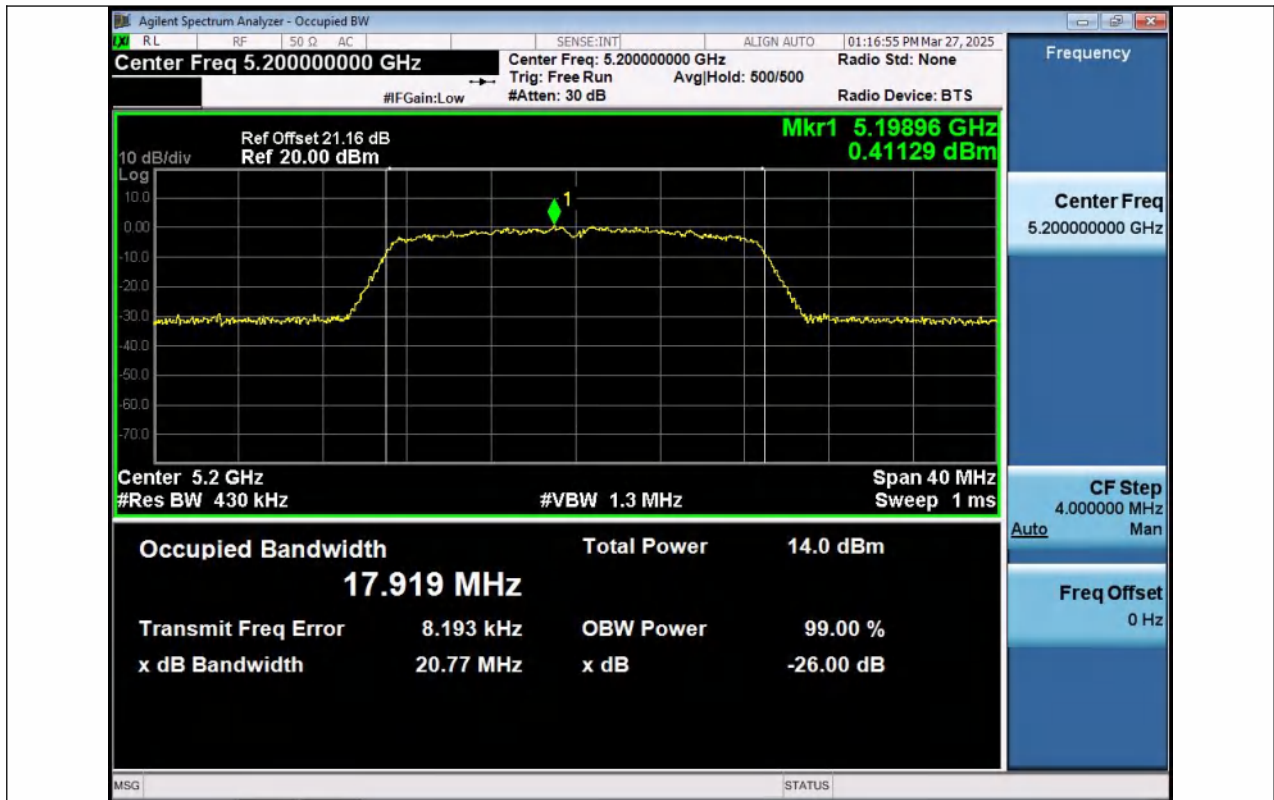 Agilent Spectrum Analyzer - Occupied BW
LXI RL RF 50 Ω AC SENSE:INT ALIGN AUTO 01:16:55 PM Mar 27, 2025
Center Freq 5.200000000 GHz
Center Freq: 5.200000000 GHz
Radio Std: None
Trig: Free Run Avg|Hold: 500/500
#IFGain:Low #Atten: 30 dB
Radio Device: BTS
Frequency
Mkr1 5.19896 GHz
0.41129 dBm
Ref Offset 21.16 dB
10 dB/div Ref 20.00 dBm
Log
10.0
0.00
-10.0
-20.0
-30.0
-40.0
-50.0
-60.0
-70.0
1
Center 5.2 GHz Span 40 MHz
#Res BW 430 kHz #VBW 1.3 MHz Sweep 1 ms
Occupied Bandwidth Total Power 14.0 dBm
17.919 MHz
Transmit Freq Error 8.193 kHz OBW Power 99.00 %
x dB Bandwidth 20.77 MHz x dB -26.00 dB
Center Freq
5.200000000 GHz
CF Step
4.000000 MHz
Auto Man
Freq Offset
0 Hz
MSG STATUS